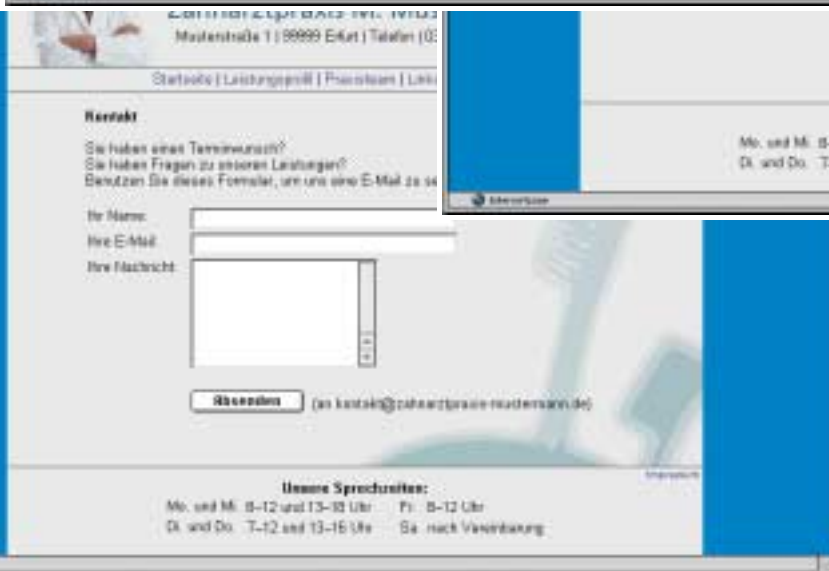 Zahnarztpraxis M. Mus
Musterstraße 1 | 99999 Erfurt | Telefon (03
Startseite | Leistungsprofil | Praxisteam | Links
Kontakt
Sie haben einen Terminwunsch?
Sie haben Fragen zu unseren Leistungen?
Benutzen Sie dieses Formular, um uns eine E-Mail zu se
Ihr Name:
Ihre E-Mail:
Ihre Nachricht:
Absenden (an kontakt@zahnarztpraxis-mustermann.de)
Impressum
Unsere Sprechzeiten:
Mo. und Mi. 8–12 und 13–18 Uhr Fr. 8–12 Uhr
Di. und Do. 7–12 und 13–16 Uhr Sa. nach Vereinbarung
Mo. und Mi. 8-
Di. und Do. 7-